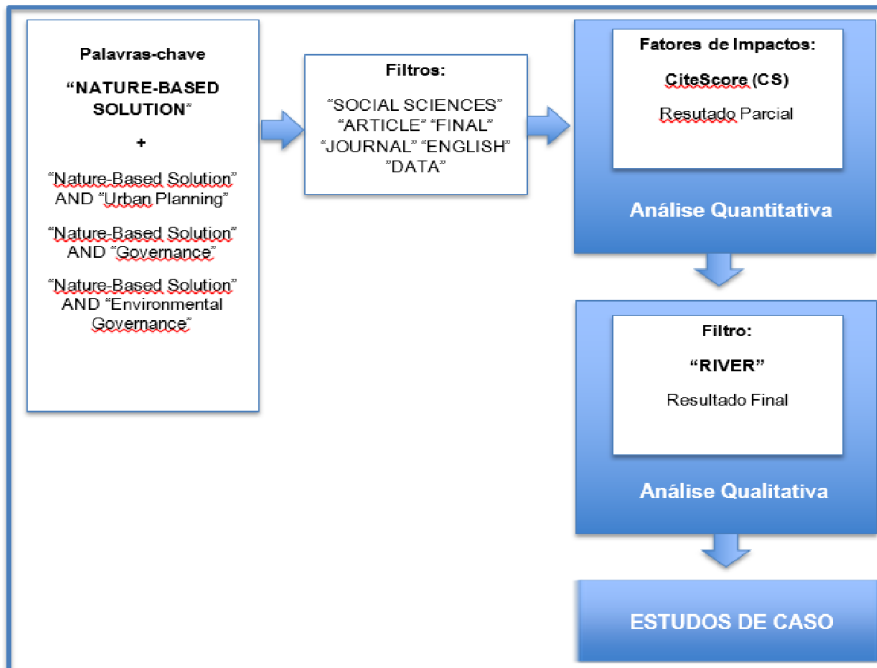 Palavras-chave
“NATURE-BASED
SOLUTION”
+
“Nature-Based Solution”
AND “Urban Planning”
“Nature-Based Solution”
AND “Governance”
“Nature-Based Solution”
AND “Environmental
Governance”
Filtros:
“SOCIAL SCIENCES”
“ARTICLE” “FINAL”
“JOURNAL” “ENGLISH”
”DATA”
Fatores de Impactos:
CiteScore (CS)
Resutado Parcial
Análise Quantitativa
Filtro:
“RIVER”
Resultado Final
Análise Qualitativa
ESTUDOS DE CASO